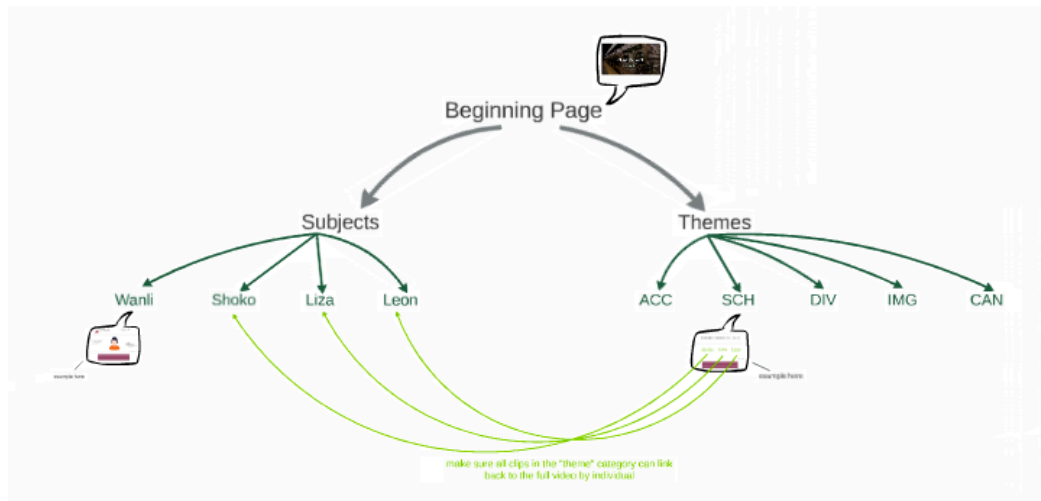 Beginning Page
Subjects
Themes
Wanli
Shoko
Liza
Leon
ACC
SCH
DIV
IMG
CAN
example here
example here
make sure all clips in the "theme" category can link
back to the full video by individual